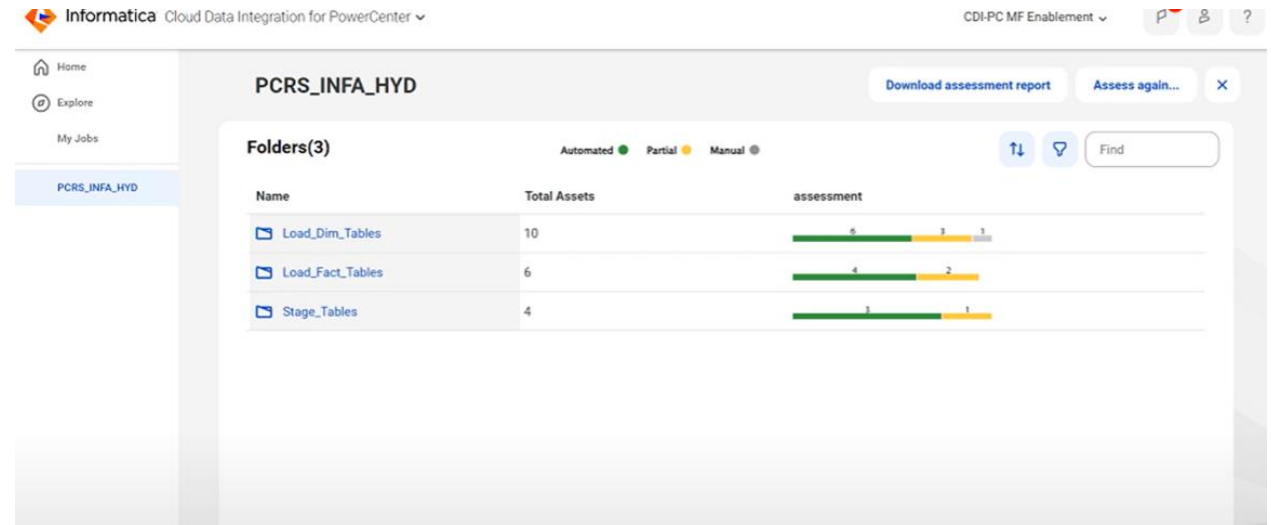 Informatica Cloud Data Integration for PowerCenter
CDI-PC MF Enablement
?
Home
Explore
My Jobs
PCRS_INFA_HYD
PCRS_INFA_HYD
Download assessment report
Assess again...
Folders(3)
Automated Partial Manual
Find
Name Total Assets assessment
Load_Dim_Tables 10 6 3 1
Load_Fact_Tables 6 4 2
Stage_Tables 4 3 1